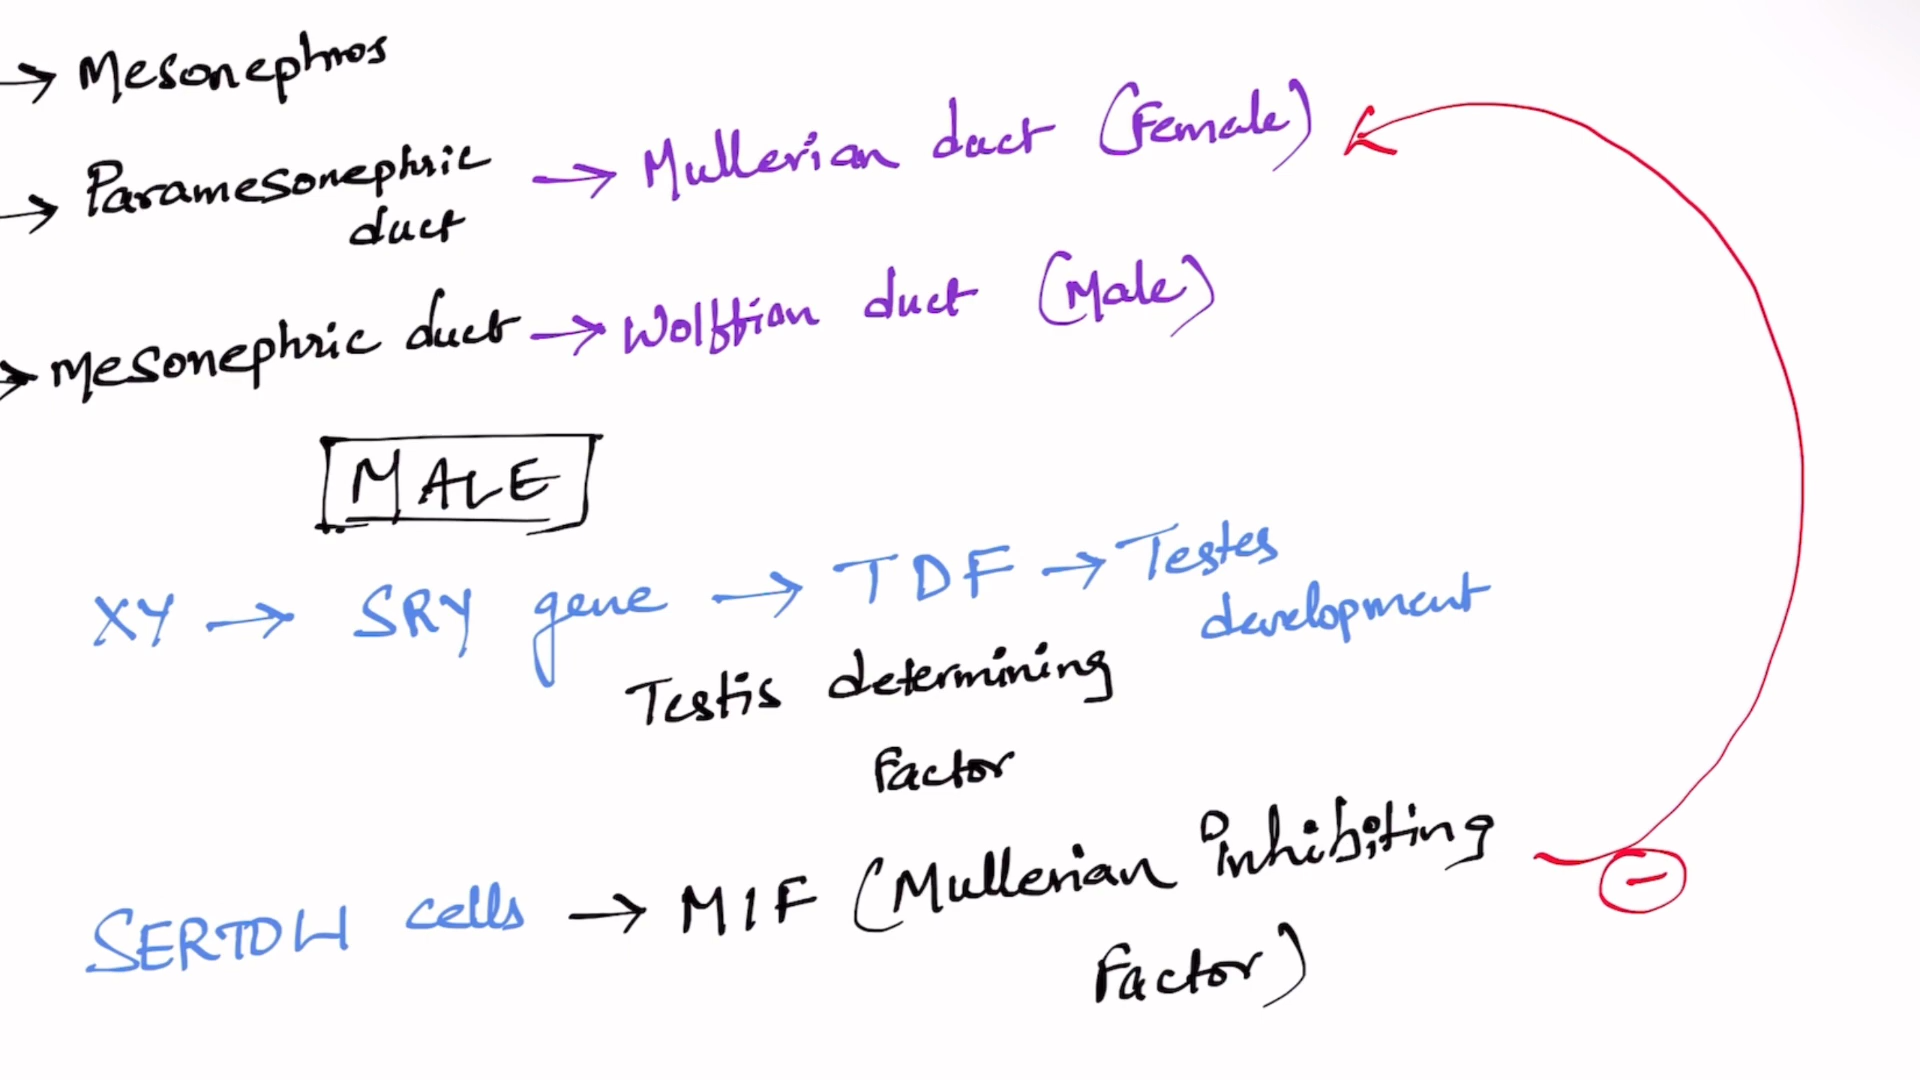 → Mesonephros
→ Paramesonephric → Mullerian duct (Female)
duct
→ Mesonephric duct → Wolffian duct (Male)
MALE
XY → SRY gene → TDF → Testes
development
Testis determining
Factor
SERTOLI cells → MIF (Mullerian inhibiting
Factor)
−